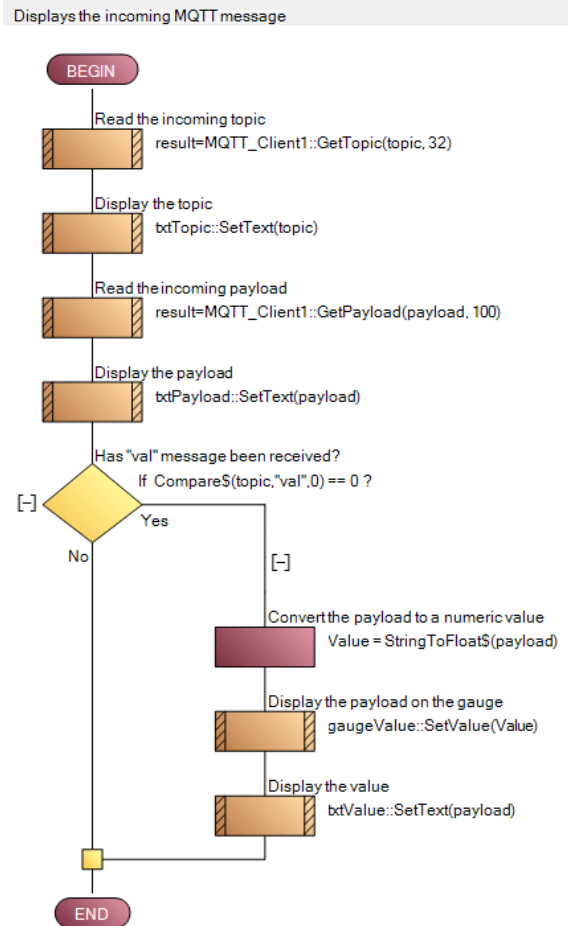 Displays the incoming MQTT message
BEGIN
Read the incoming topic
result=MQTT_Client1::GetTopic(topic, 32)
Display the topic
txtTopic::SetText(topic)
Read the incoming payload
result=MQTT_Client1::GetPayload(payload, 100)
Display the payload
txtPayload::SetText(payload)
Has "val" message been received?
If Compare$(topic,"val",0) == 0 ?
[-]
Yes
No
[-]
Convert the payload to a numeric value
Value = StringToFloat$(payload)
Display the payload on the gauge
gaugeValue::SetValue(Value)
Display the value
txtValue::SetText(payload)
END